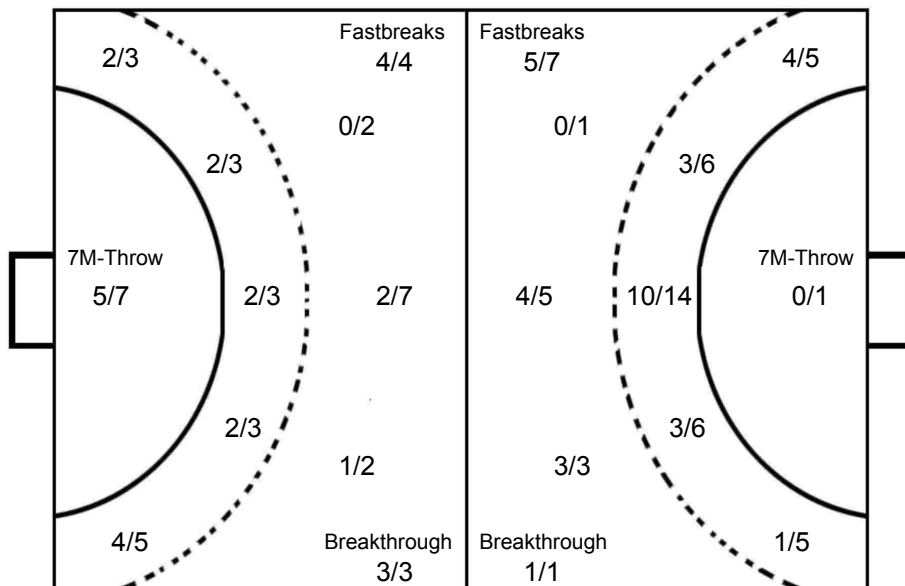 Fastbreaks Fastbreaks
2/3 4/4 5/7 4/5
0/2 0/1
2/3 3/6
7M-Throw 7M-Throw
5/7 2/3 2/7 4/5 10/14 0/1
2/3 3/6
1/2 3/3
4/5 Breakthrough Breakthrough 1/5
3/3 1/1